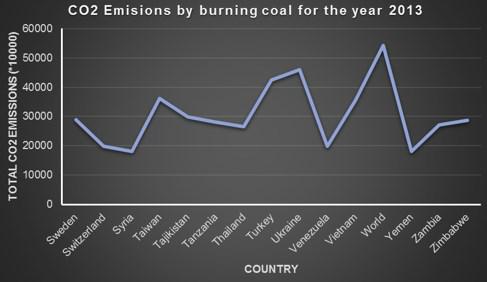 CO2 Emisions by burning coal for the year 2013
TOTAL CO2 EMISSIONS (*10000)
60000
50000
40000
30000
20000
10000
0
Sweden
Switzerland
Syria
Taiwan
Tajikistan
Tanzania
Thailand
Turkey
Ukraine
Venezuela
Vietnam
World
Yemen
Zambia
Zimbabwe
COUNTRY